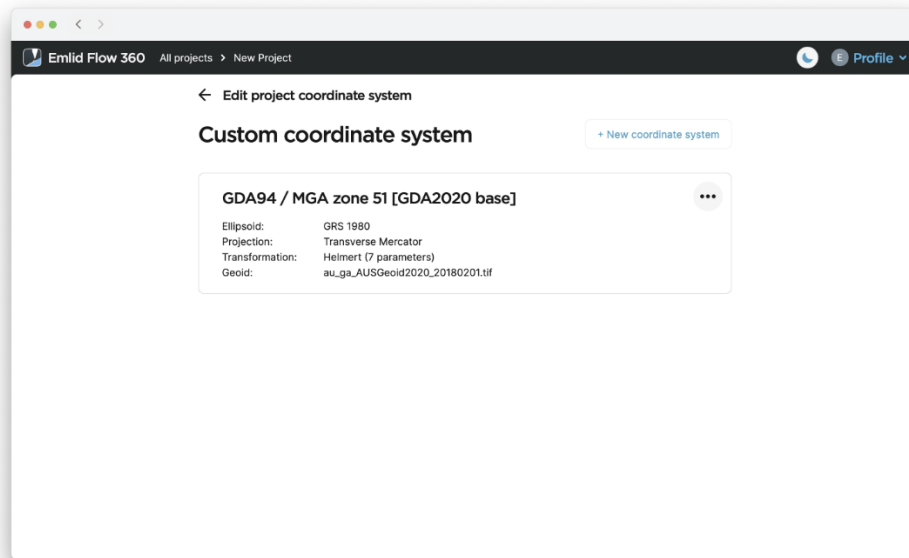 Emlid Flow 360 All projects > New Project E Profile
← Edit project coordinate system
Custom coordinate system + New coordinate system
GDA94 / MGA zone 51 [GDA2020 base]
Ellipsoid: GRS 1980
Projection: Transverse Mercator
Transformation: Helmert (7 parameters)
Geoid: au_ga_AUSGeoid2020_20180201.tif